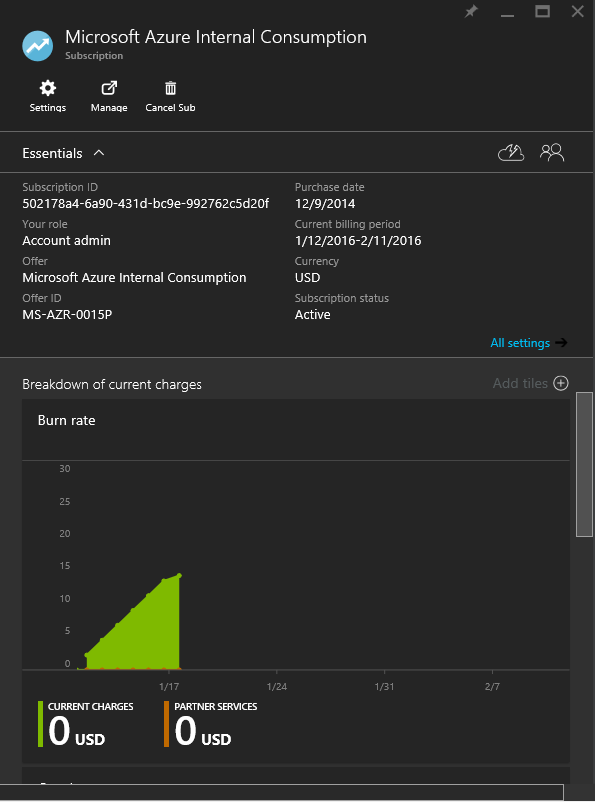 Microsoft Azure Internal Consumption
Subscription
Settings
Manage
Cancel Sub
Essentials
Subscription ID
502178a4-6a90-431d-bc9e-992762c5d20f
Purchase date
12/9/2014
Your role
Account admin
Current billing period
1/12/2016-2/11/2016
Offer
Microsoft Azure Internal Consumption
Currency
USD
Offer ID
MS-AZR-0015P
Subscription status
Active
All settings
Breakdown of current charges
Add tiles
Burn rate
30
25
20
15
10
5
0
1/17
1/24
1/31
2/7
CURRENT CHARGES
0 USD
PARTNER SERVICES
0 USD